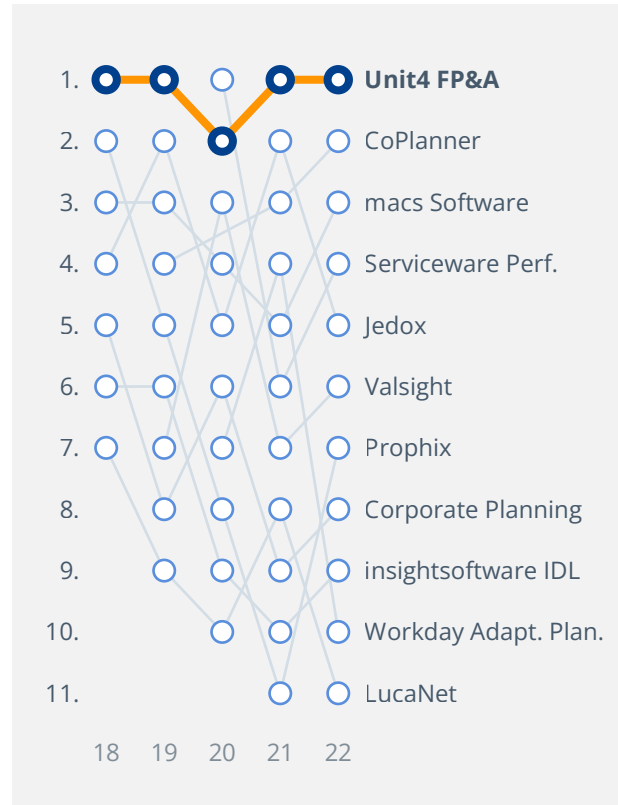 1. Unit4 FP&A
2. CoPlanner
3. macs Software
4. Serviceware Perf.
5. Jedox
6. Valsight
7. Prophix
8. Corporate Planning
9. insightsoftware IDL
10. Workday Adapt. Plan.
11. LucaNet
18 19 20 21 22